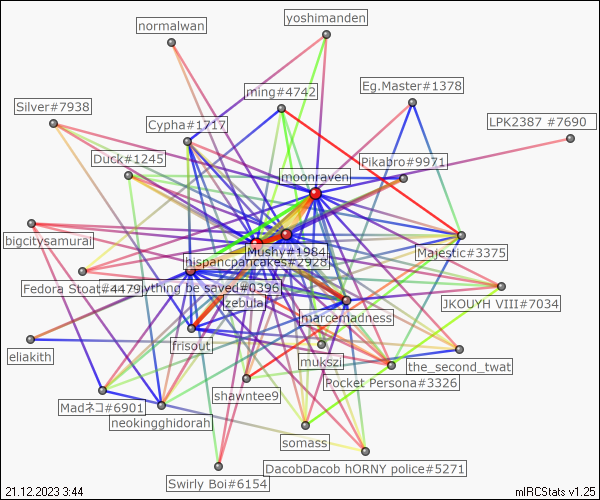 yoshimanden
normalwan
Eg.Master#1378
ming#4742
Silver#7938
LPK2387 #7690
Cypha#1717
Duck#1245
Pikabro#9971
moonraven
bigcitysamurai
Mushy#1984
Majestic#3375
hispancpancakes#2928
Fedora Stoat#4479
ything be saved#0396
zebula
JKOUYH VIII#7034
marcemadness
frisout
eliakith
mukszi
the_second_twat
Pocket Persona#3326
shawntee9
Madネコ#6901
neokingghidorah
somass
DacobDacob hORNY police#5271
Swirly Boi#6154
21.12.2023 3:44
mIRCStats v1.25